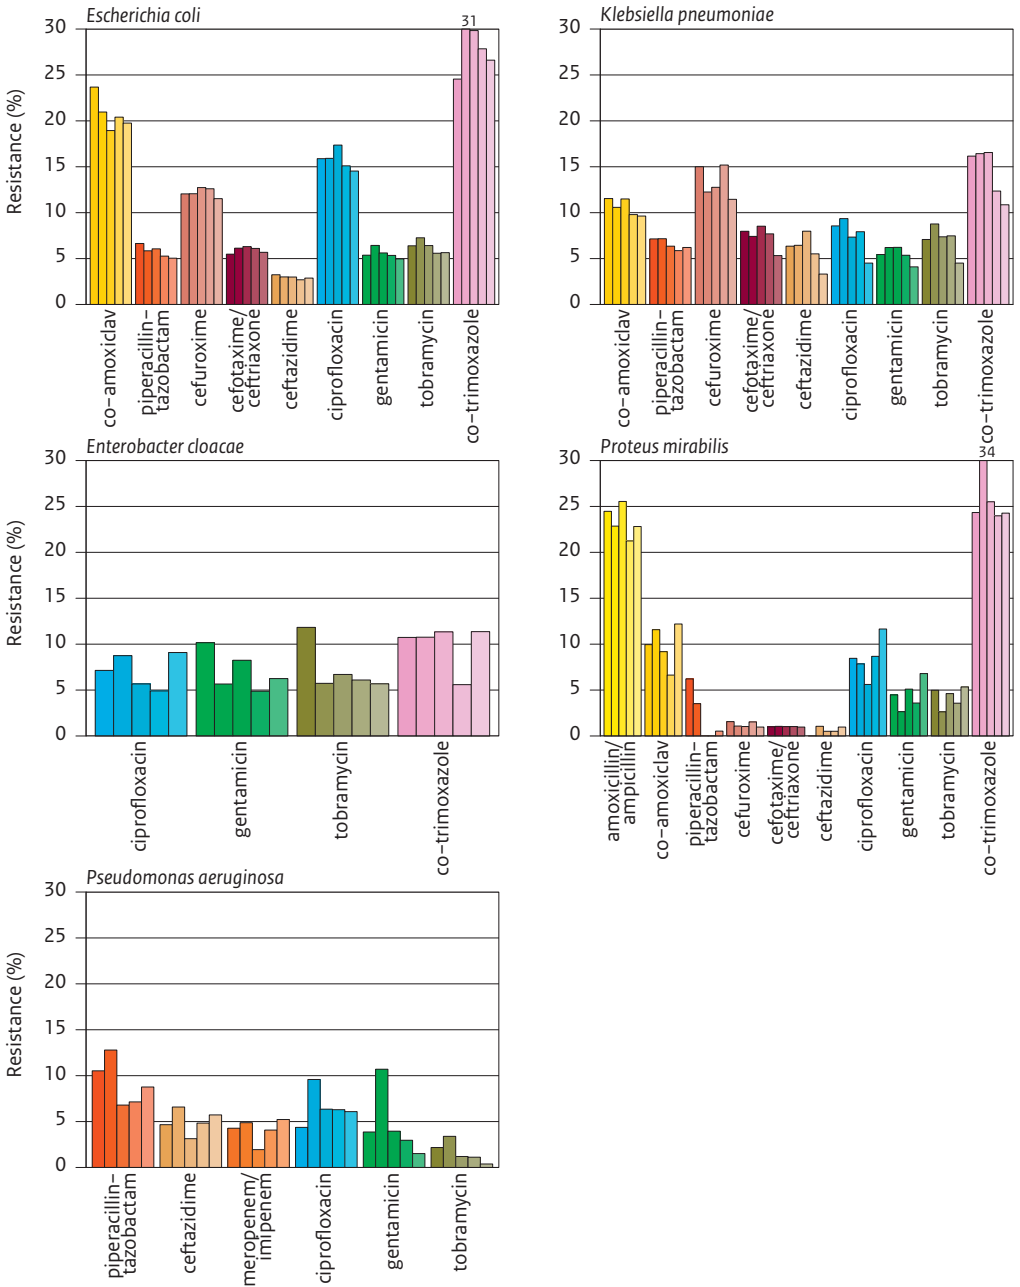 Escherichia coli
31
Resistance (%)
30
25
20
15
10
5
0
co-amoxiclav
piperacillin-
tazobactam
cefuroxime
cefotaxime/
ceftriaxone
ceftazidime
ciprofloxacin
gentamicin
tobramycin
co-trimoxazole
Klebsiella pneumoniae
30
25
20
15
10
5
0
co-amoxiclav
piperacillin-
tazobactam
cefuroxime
cefotaxime/
ceftriaxone
ceftazidime
ciprofloxacin
gentamicin
tobramycin
co-trimoxazole
Enterobacter cloacae
Resistance (%)
30
25
20
15
10
5
0
ciprofloxacin
gentamicin
tobramycin
co-trimoxazole
Proteus mirabilis
34
30
25
20
15
10
5
0
amoxicillin/
ampicillin
co-amoxiclav
piperacillin-
tazobactam
cefuroxime
cefotaxime/
ceftriaxone
ceftazidime
ciprofloxacin
gentamicin
tobramycin
co-trimoxazole
Pseudomonas aeruginosa
Resistance (%)
30
25
20
15
10
5
0
piperacillin-
tazobactam
ceftazidime
meropenem/
imipenem
ciprofloxacin
gentamicin
tobramycin